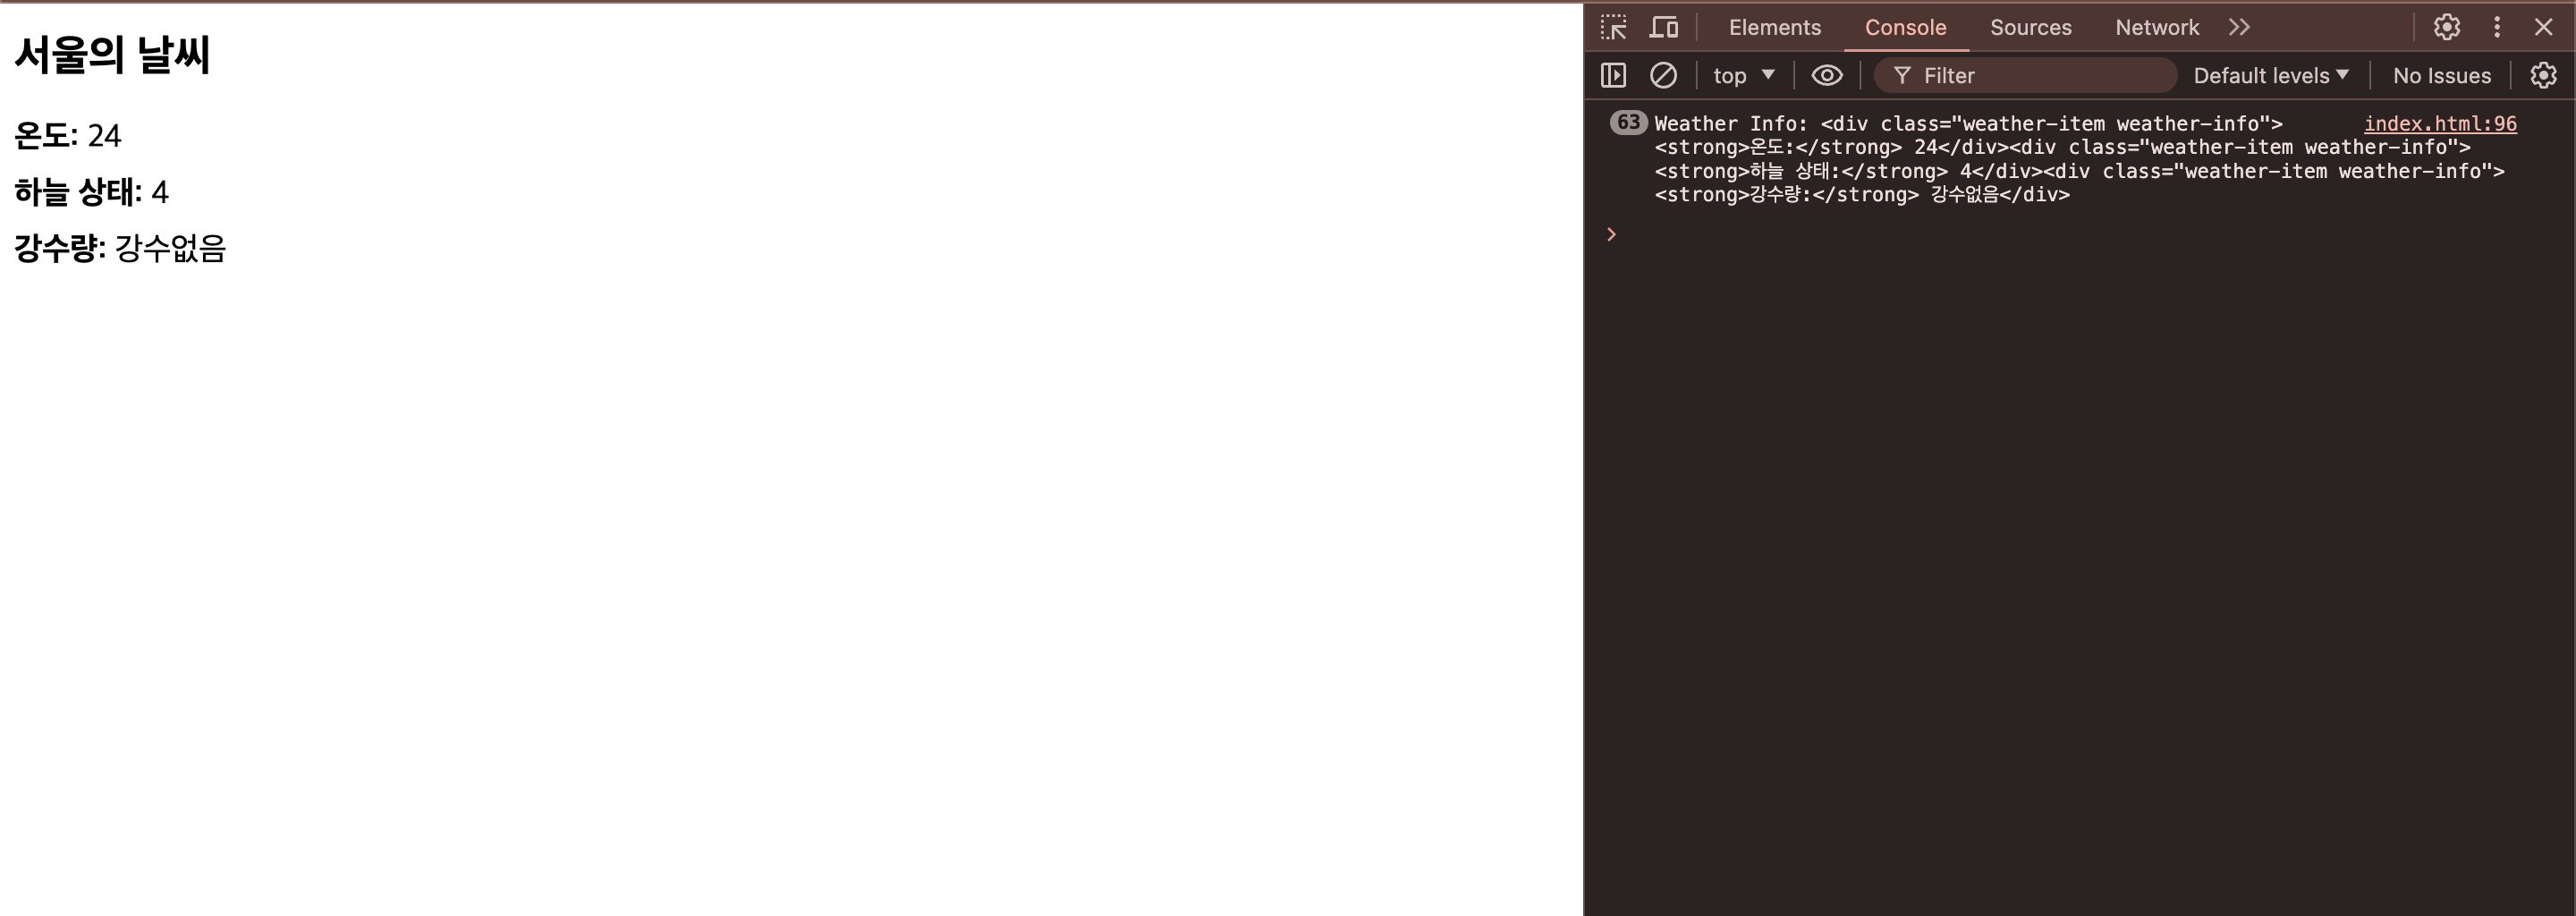 서울의 날씨
온도: 24
하늘 상태: 4
강수량: 강수없음
Elements Console Sources Network
top Filter Default levels No Issues
63 Weather Info: <div class="weather-item weather-info"> index.html:96
<strong>온도:</strong> 24</div><div class="weather-item weather-info">
<strong>하늘 상태:</strong> 4</div><div class="weather-item weather-info">
<strong>강수량:</strong> 강수없음</div>